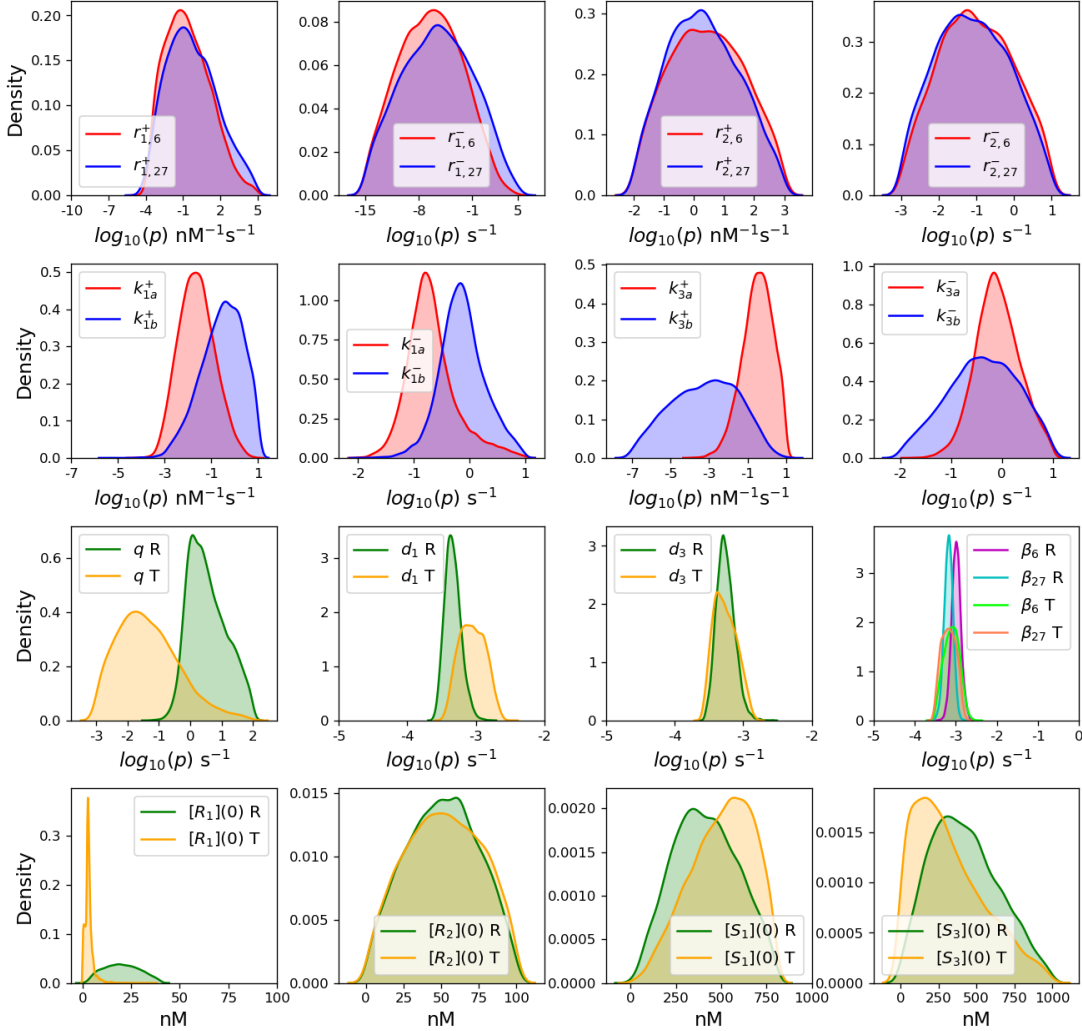 0.20
0.15
0.10
0.05
0.00
Density
r⁺₁,₆
r⁺₁,₂₇
-10 -7 -4 -1 2 5
log₁₀(p) nM⁻¹s⁻¹
0.08
0.06
0.04
0.02
0.00
r⁻₁,₆
r⁻₁,₂₇
-15 -8 -1 5
log₁₀(p) s⁻¹
0.3
0.2
0.1
0.0
r⁺₂,₆
r⁺₂,₂₇
-2 -1 0 1 2 3
log₁₀(p) nM⁻¹s⁻¹
0.3
0.2
0.1
0.0
r⁻₂,₆
r⁻₂,₂₇
-3 -2 -1 0 1
log₁₀(p) s⁻¹
0.5
0.4
0.3
0.2
0.1
0.0
Density
k⁺₁ₐ
k⁺₁b
-7 -5 -3 -1 1
log₁₀(p) nM⁻¹s⁻¹
1.00
0.75
0.50
0.25
0.00
k⁻₁ₐ
k⁻₁b
-2 -1 0 1
log₁₀(p) s⁻¹
0.5
0.4
0.3
0.2
0.1
0.0
k⁺₃ₐ
k⁺₃b
-7 -5 -3 -1 1
log₁₀(p) nM⁻¹s⁻¹
1.0
0.8
0.6
0.4
0.2
0.0
k⁻₃ₐ
k⁻₃b
-2 -1 0 1
log₁₀(p) s⁻¹
0.6
0.4
0.2
0.0
Density
q R
q T
-3 -2 -1 0 1 2
log₁₀(p) s⁻¹
3
2
1
0
d₁ R
d₁ T
-5 -4 -3 -2
log₁₀(p) s⁻¹
3
2
1
0
d₃ R
d₃ T
-5 -4 -3 -2
log₁₀(p) s⁻¹
3
2
1
0
β₆ R
β₂₇ R
β₆ T
β₂₇ T
-5 -4 -3 -2 -1 0
log₁₀(p) s⁻¹
0.3
0.2
0.1
0.0
Density
[R₁](0) R
[R₁](0) T
0 25 50 75 100
nM
0.015
0.010
0.005
0.000
[R₂](0) R
[R₂](0) T
0 25 50 75 100
nM
0.0020
0.0015
0.0010
0.0005
0.0000
[S₁](0) R
[S₁](0) T
0 250 500 750 1000
nM
0.0015
0.0010
0.0005
0.0000
[S₃](0) R
[S₃](0) T
0 250 500 750 1000
nM